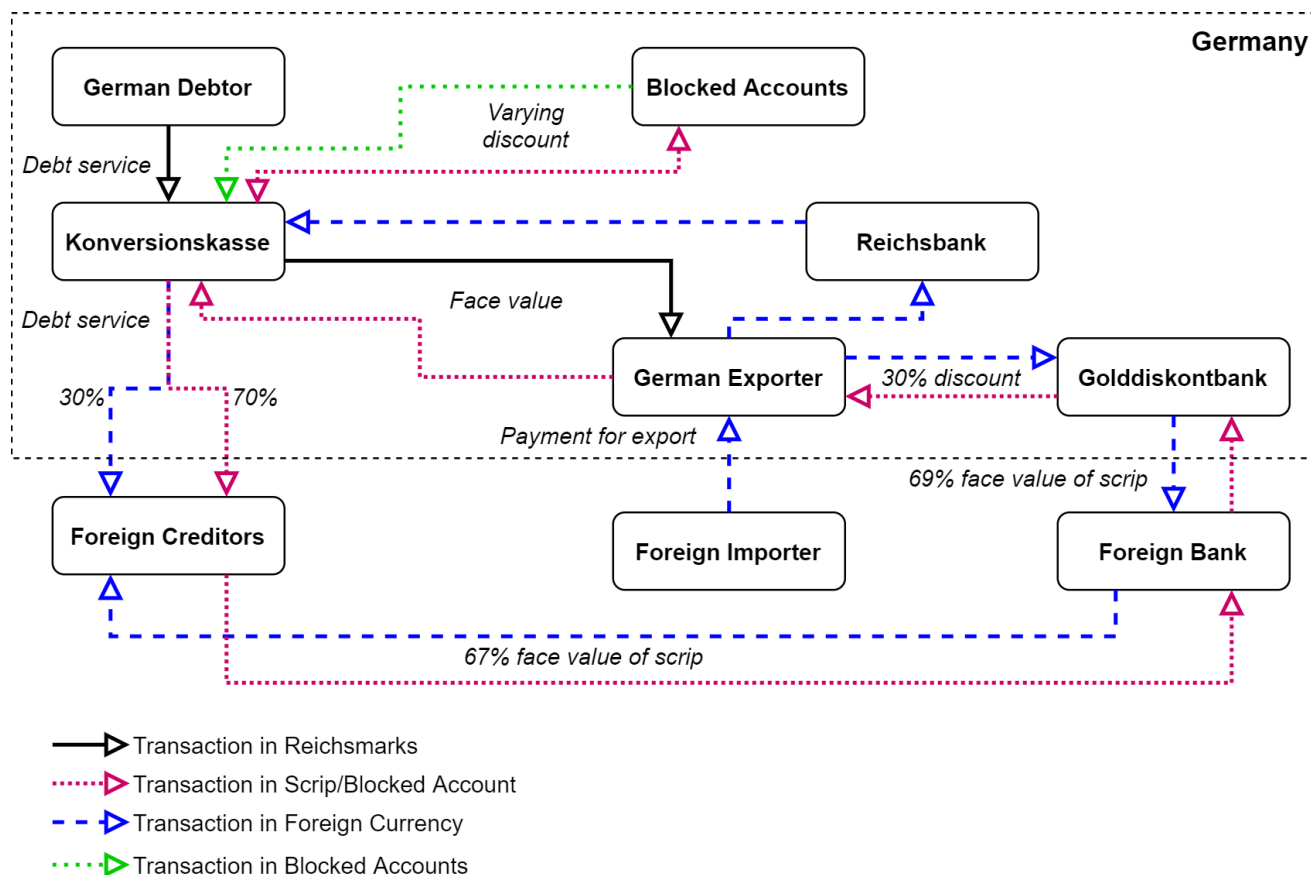 Germany
German Debtor
Blocked Accounts
Varying
discount
Debt service
Konversionskasse
Reichsbank
Face value
Debt service
German Exporter
30% discount
Golddiskontbank
30%
70%
Payment for export
69% face value of scrip
Foreign Creditors
Foreign Importer
Foreign Bank
67% face value of scrip
Transaction in Reichsmarks
Transaction in Scrip/Blocked Account
Transaction in Foreign Currency
Transaction in Blocked Accounts